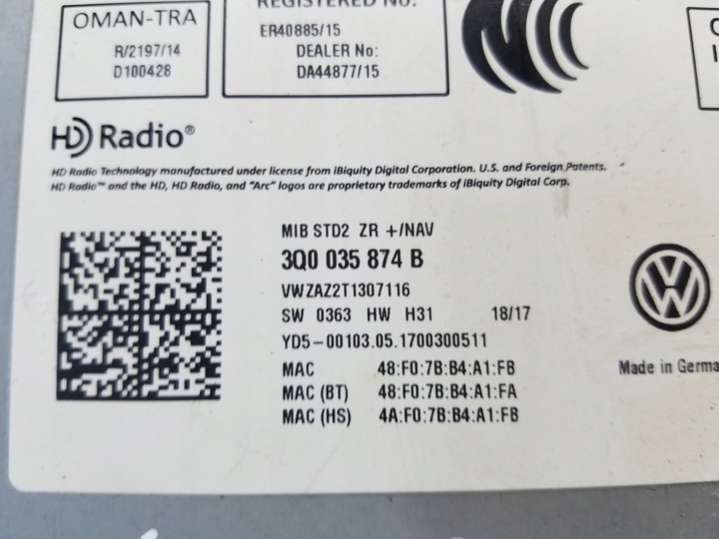 OMAN-TRA
R/2197/14
D100428
REGISTERED No:
ER40885/15
DEALER No:
DA44877/15
HD Radio®
HD Radio Technology manufactured under license from iBiquity Digital Corporation. U.S. and Foreign Patents.
HD Radio™ and the HD, HD Radio, and "Arc" logos are proprietary trademarks of iBiquity Digital Corp.
MIB STD2 ZR +/NAV
3Q0 035 874 B
VWZAZ2T1307116
SW 0363 HW H31 18/17
YD5-00103.05.1700300511
MAC 48:F0:7B:B4:A1:FB
MAC (BT) 48:F0:7B:B4:A1:FA
MAC (HS) 4A:F0:7B:B4:A1:FB
VW
Made in Germa